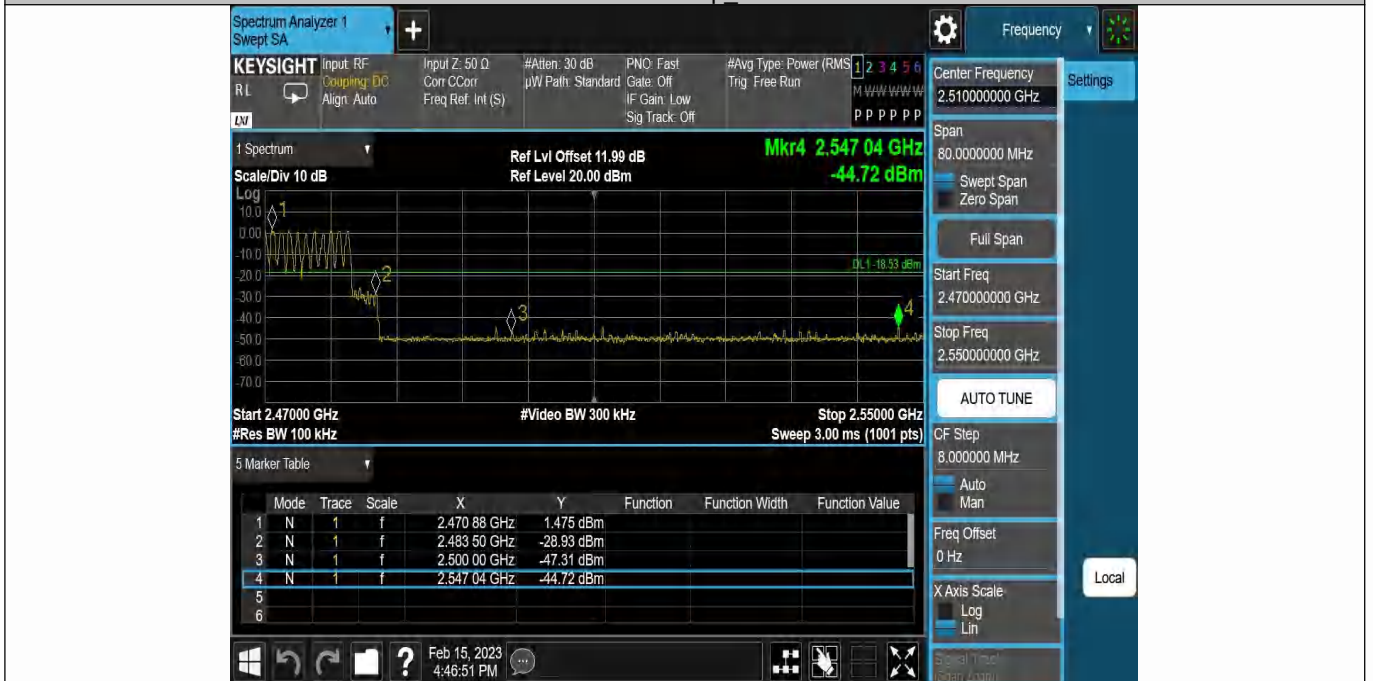 Spectrum Analyzer 1
Swept SA
+
Frequency
KEYSIGHT
RL
LXI
Input: RF
Coupling: DC
Align: Auto
Input Z: 50 Ω
Corr CCorr
Freq Ref: Int (S)
#Atten: 30 dB
µW Path: Standard
PNO: Fast
Gate: Off
IF Gain: Low
Sig Track: Off
#Avg Type: Power (RMS
Trig: Free Run
1 2 3 4 5 6
M W W W W W
P P P P P P
Center Frequency
2.510000000 GHz
Settings
1 Spectrum
Scale/Div 10 dB
Ref Lvl Offset 11.99 dB
Ref Level 20.00 dBm
Mkr4 2.547 04 GHz
-44.72 dBm
Span
80.0000000 MHz
Swept Span
Zero Span
Full Span
Log
10.0
0.00
-10.0
-20.0
-30.0
-40.0
-50.0
-60.0
-70.0
1
2
3
4
DL1 -18.53 dBm
Start Freq
2.470000000 GHz
Stop Freq
2.550000000 GHz
AUTO TUNE
Start 2.47000 GHz
#Res BW 100 kHz
#Video BW 300 kHz
Stop 2.55000 GHz
Sweep 3.00 ms (1001 pts)
CF Step
8.000000 MHz
Auto
Man
5 Marker Table
Mode Trace Scale X Y Function Function Width Function Value
1 N 1 f 2.470 88 GHz 1.475 dBm
2 N 1 f 2.483 50 GHz -28.93 dBm
3 N 1 f 2.500 00 GHz -47.31 dBm
4 N 1 f 2.547 04 GHz -44.72 dBm
5
6
Freq Offset
0 Hz
X Axis Scale
Log
Lin
Local
?
Feb 15, 2023
4:46:51 PM